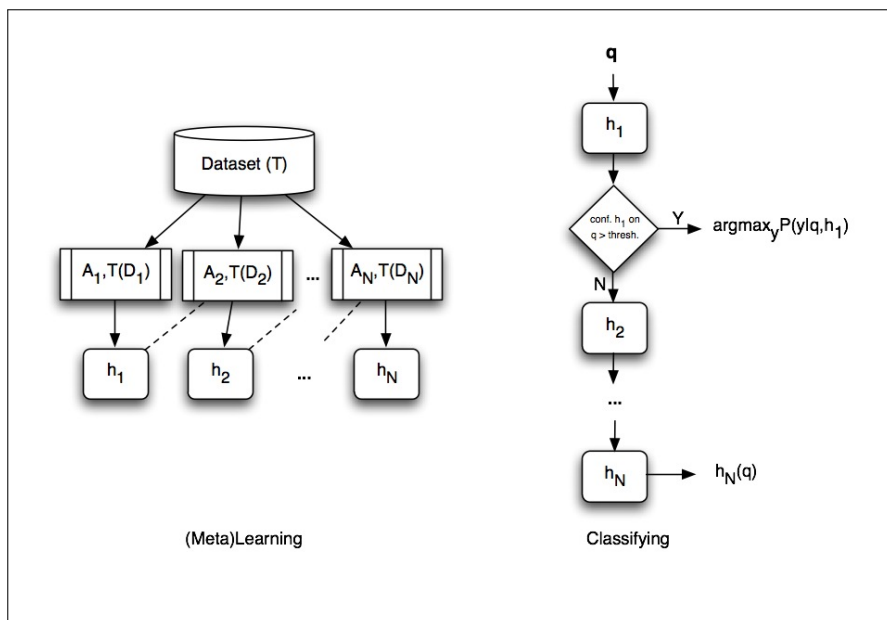 Dataset (T)
A1,T(D1)
A2,T(D2)
...
AN,T(DN)
h1
h2
...
hN
(Meta)Learning
q
h1
conf. h1 on
q > thresh.
Y
argmaxyP(y|q,h1)
N
h2
...
hN
hN(q)
Classifying